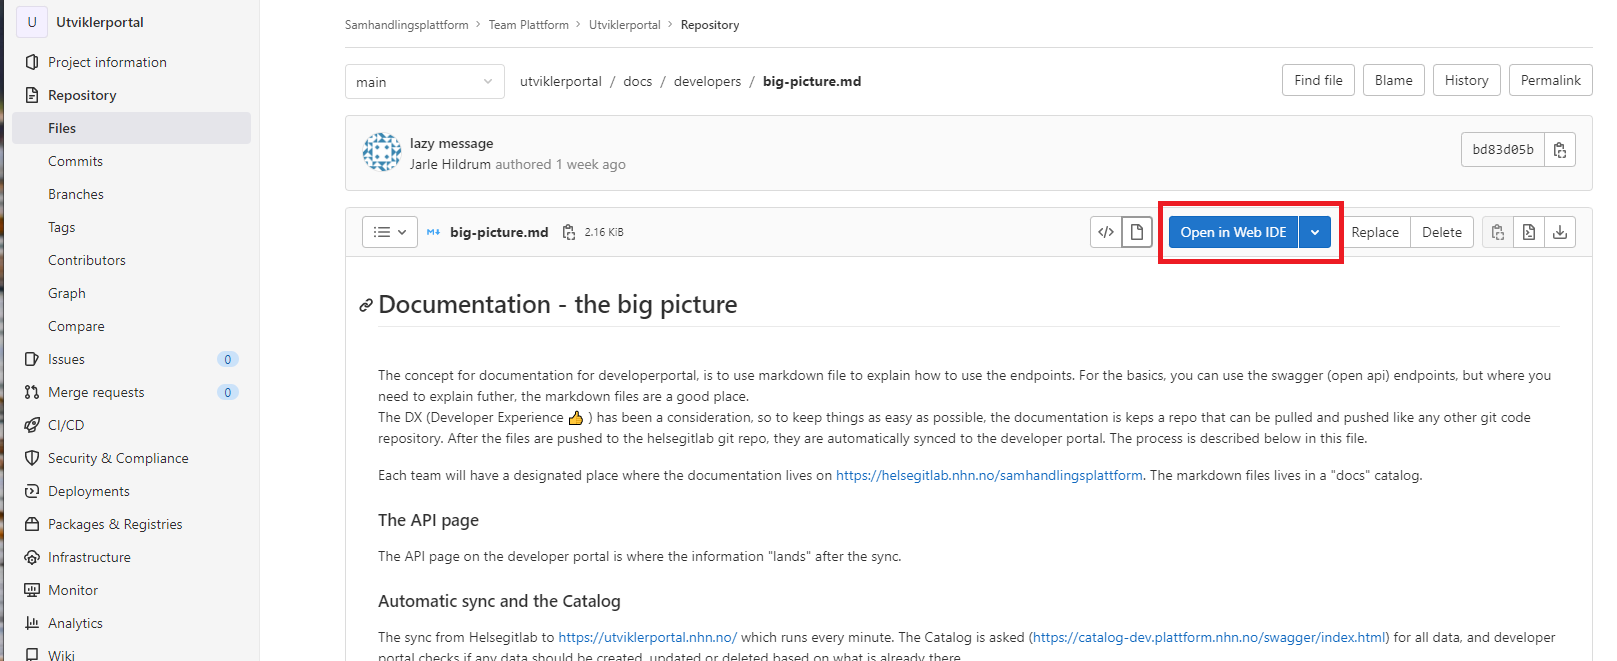 U Utviklerportal
Project information
Repository
Files
Commits
Branches
Tags
Contributors
Graph
Compare
Issues 0
Merge requests 0
CI/CD
Security & Compliance
Deployments
Packages & Registries
Infrastructure
Monitor
Analytics
Wiki
Samhandlingsplattform > Team Plattform > Utviklerportal > Repository
main utviklerportal / docs / developers / big-picture.md Find file Blame History Permalink
lazy message
Jarle Hildrum authored 1 week ago
bd83d05b
M↓ big-picture.md 2.16 KiB </> Open in Web IDE Replace Delete
Documentation - the big picture
The concept for documentation for developerportal, is to use markdown file to explain how to use the endpoints. For the basics, you can use the swagger (open api) endpoints, but where you
need to explain futher, the markdown files are a good place.
The DX (Developer Experience 👍 ) has been a consideration, so to keep things as easy as possible, the documentation is keps a repo that can be pulled and pushed like any other git code
repository. After the files are pushed to the helsegitlab git repo, they are automatically synced to the developer portal. The process is described below in this file.
Each team will have a designated place where the documentation lives on https://helsegitlab.nhn.no/samhandlingsplattform. The markdown files lives in a "docs" catalog.
The API page
The API page on the developer portal is where the information "lands" after the sync.
Automatic sync and the Catalog
The sync from Helsegitlab to https://utviklerportal.nhn.no/ which runs every minute. The Catalog is asked (https://catalog-dev.plattform.nhn.no/swagger/index.html) for all data, and developer
portal checks if any data should be created, updated or deleted based on what is already there.